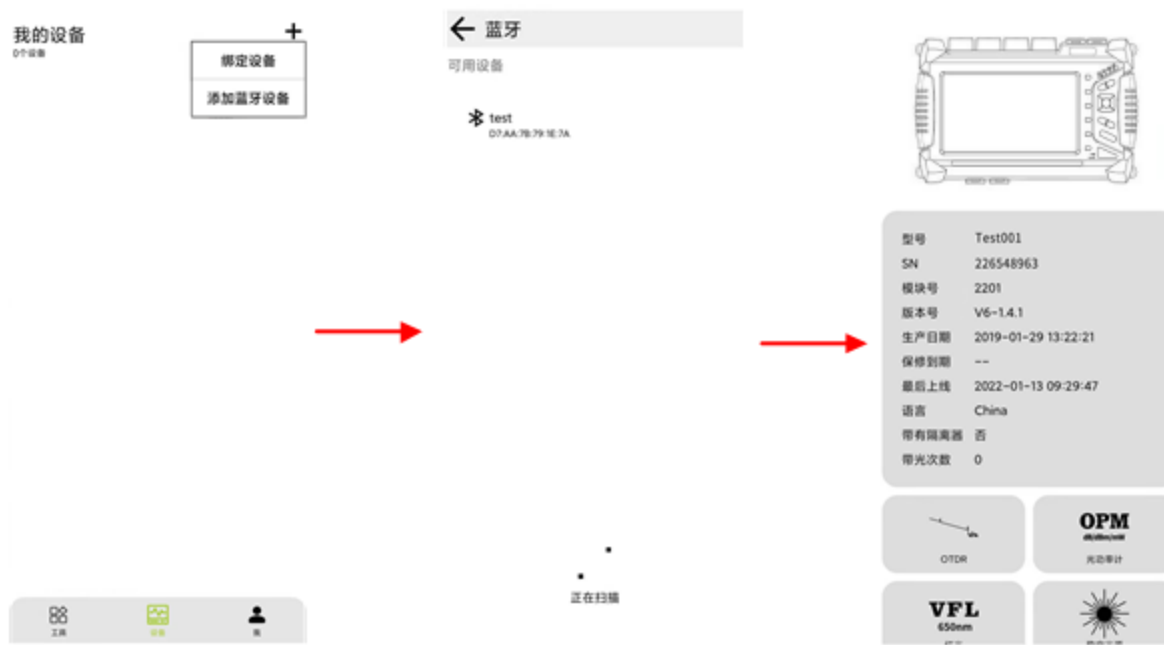 我的设备
0个设备
绑定设备
添加蓝牙设备
工具
设备
我
蓝牙
可用设备
test
D7:AA:7B:79:1E:7A
正在扫描
型号 Test001
SN 226548963
模块号 2201
版本号 V6-1.4.1
生产日期 2019-01-29 13:22:21
保修到期 --
最后上线 2022-01-13 09:29:47
语言 China
带有隔离器 否
带光次数 0
OTDR
OPM
dB/dBm/mW
光功率计
VFL
650nm